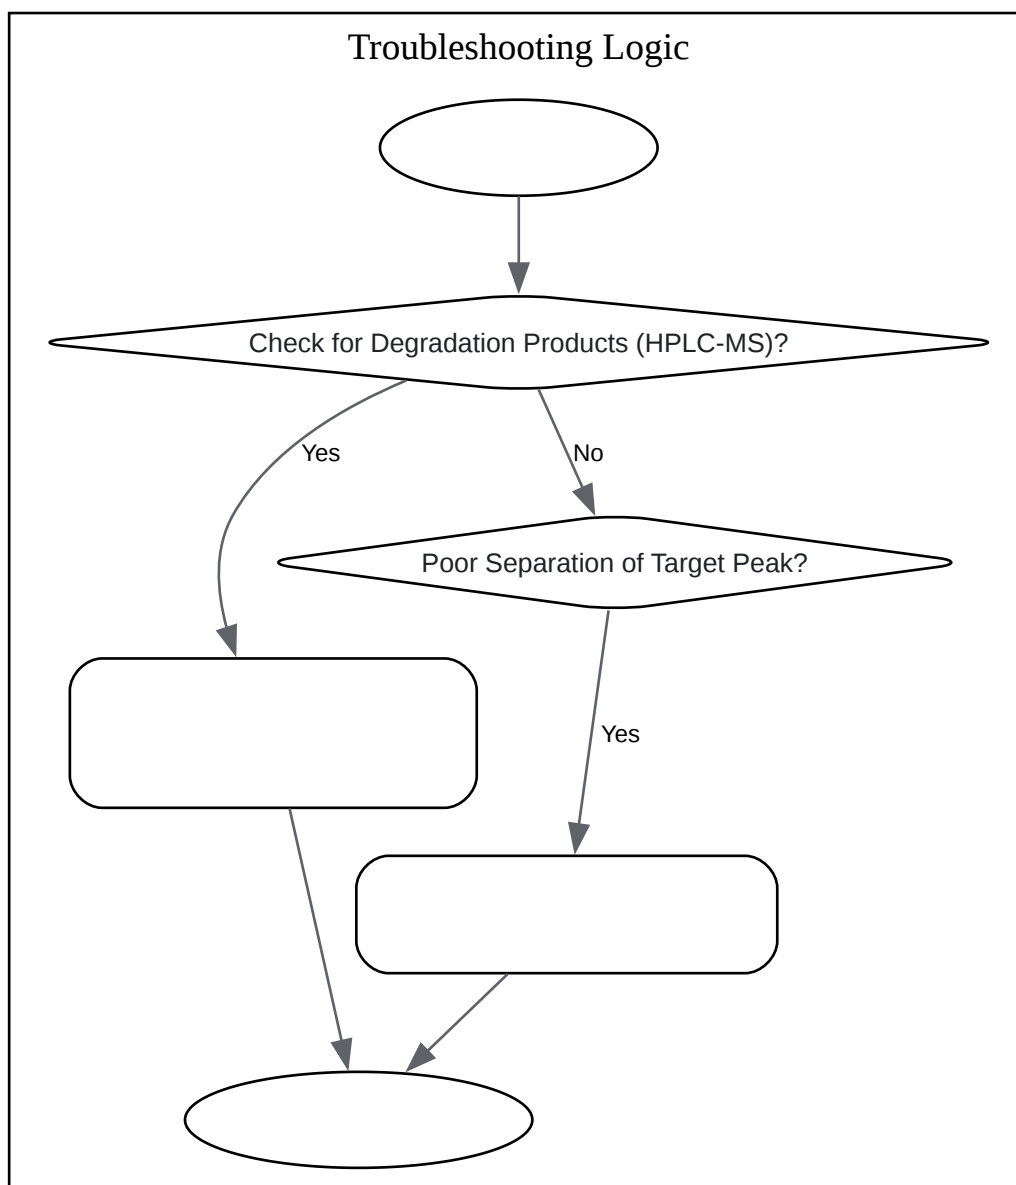 Troubleshooting Logic
Check for Degradation Products (HPLC-MS)?
Yes
No
Poor Separation of Target Peak?
Yes